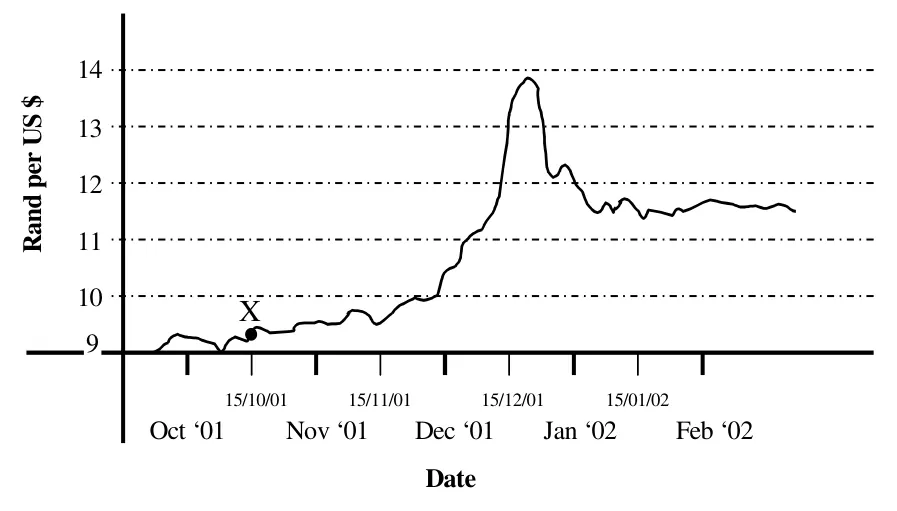 14
13
12
11
10
9
Rand per US $
X
15/10/01 15/11/01 15/12/01 15/01/02
Oct ‘01 Nov ‘01 Dec ‘01 Jan ‘02 Feb ‘02
Date